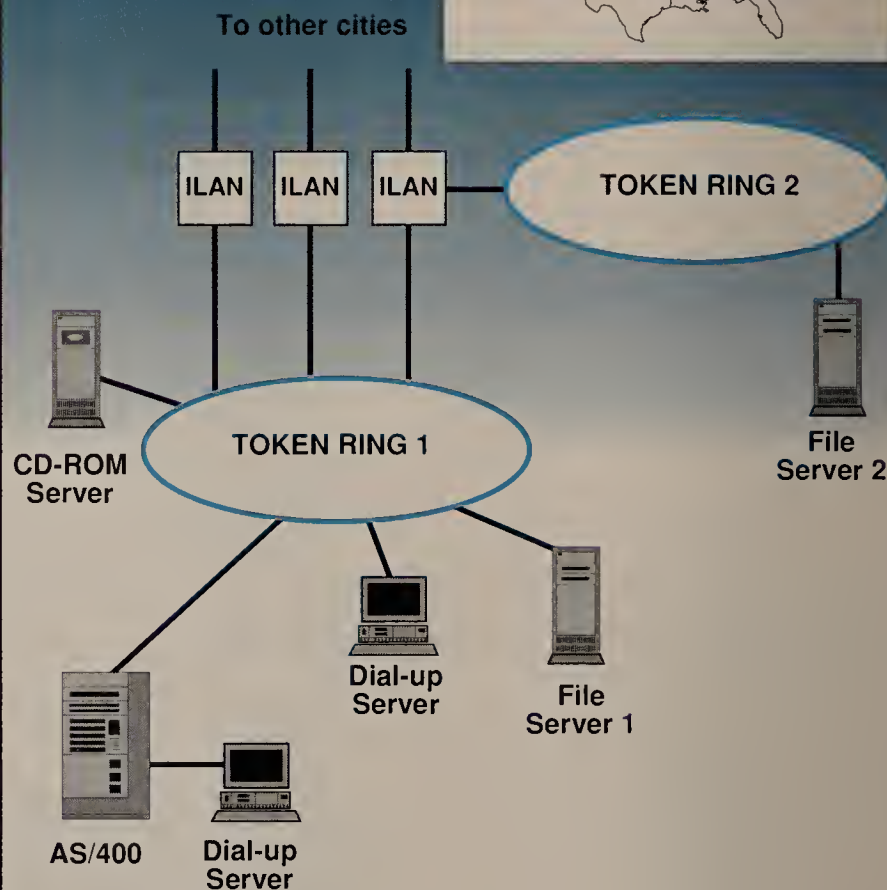 To other cities
ILAN
ILAN
ILAN
TOKEN RING 2
TOKEN RING 1
CD-ROM
Server
File
Server 2
Dial-up
Server
File
Server 1
AS/400
Dial-up
Server